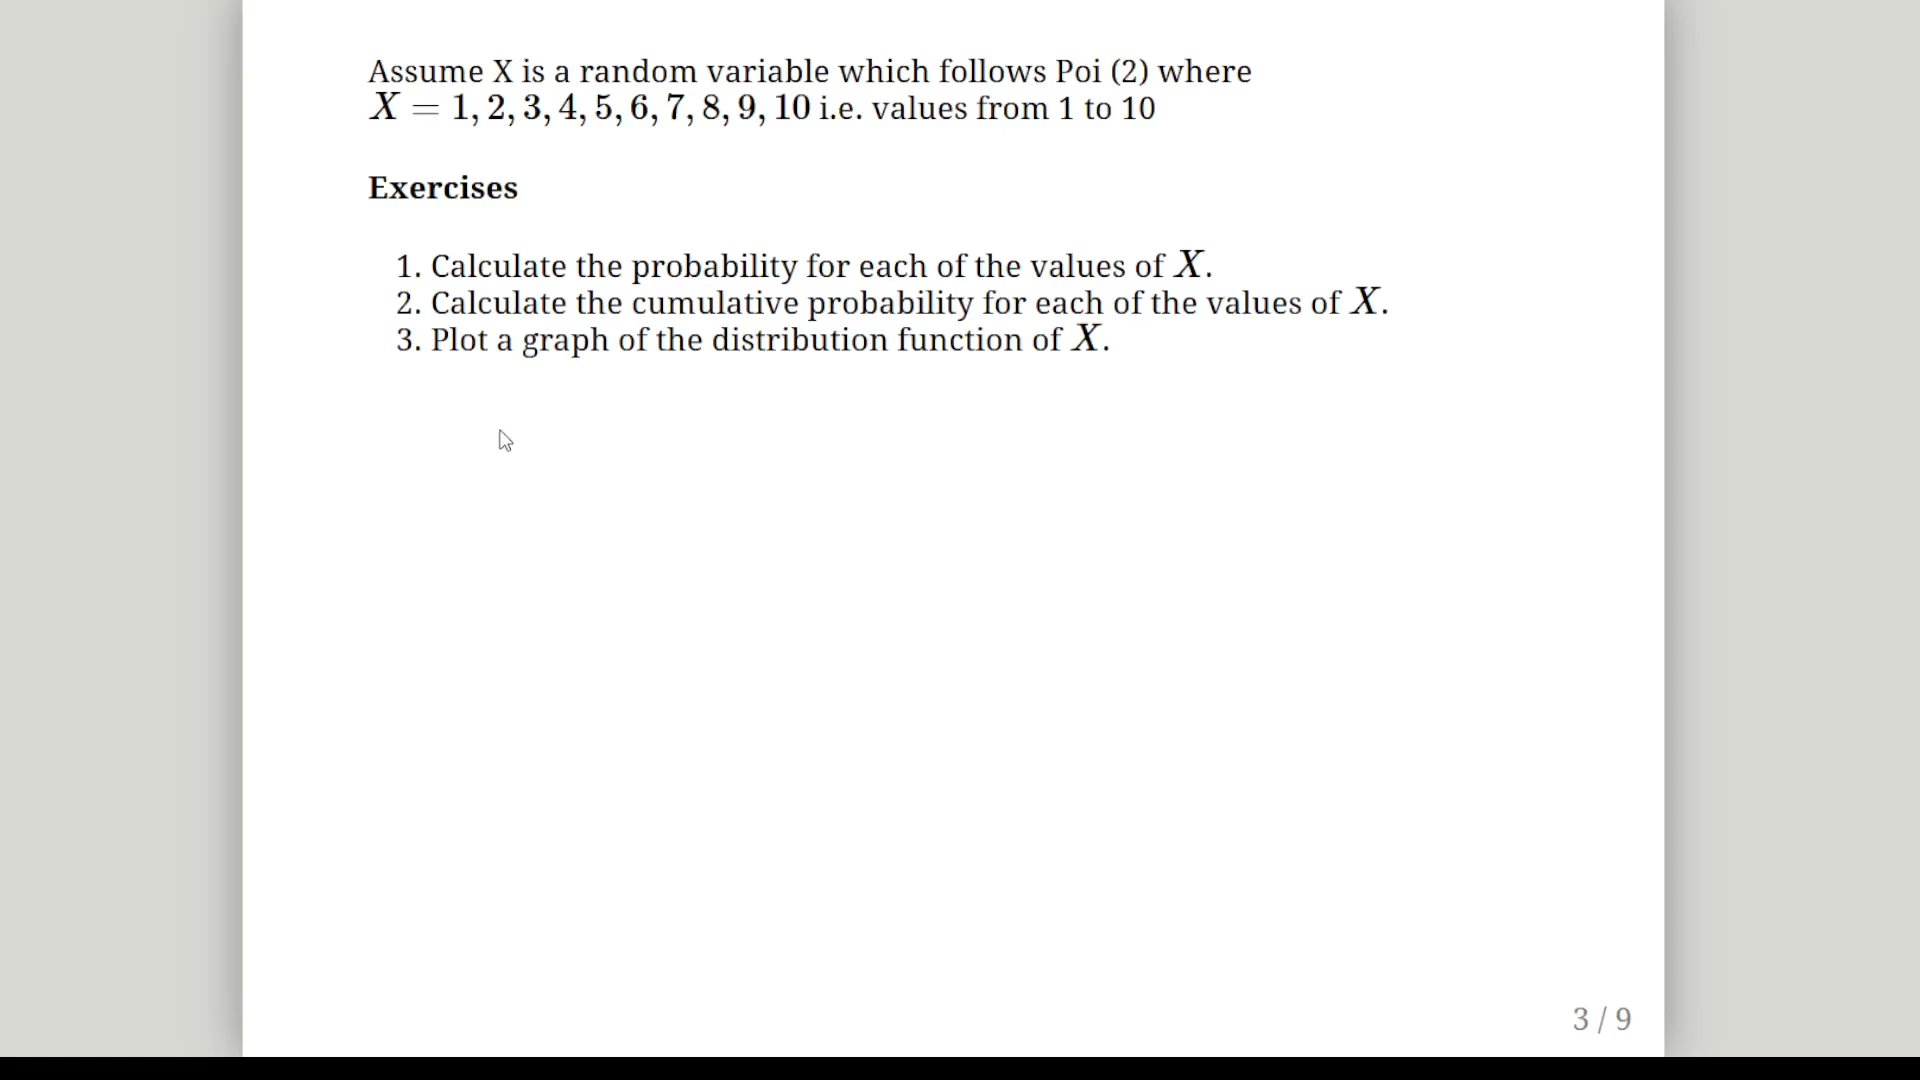 Assume X is a random variable which follows Poi (2) where
X = 1, 2, 3, 4, 5, 6, 7, 8, 9, 10 i.e. values from 1 to 10
Exercises
1. Calculate the probability for each of the values of X.
2. Calculate the cumulative probability for each of the values of X.
3. Plot a graph of the distribution function of X.
3 / 9